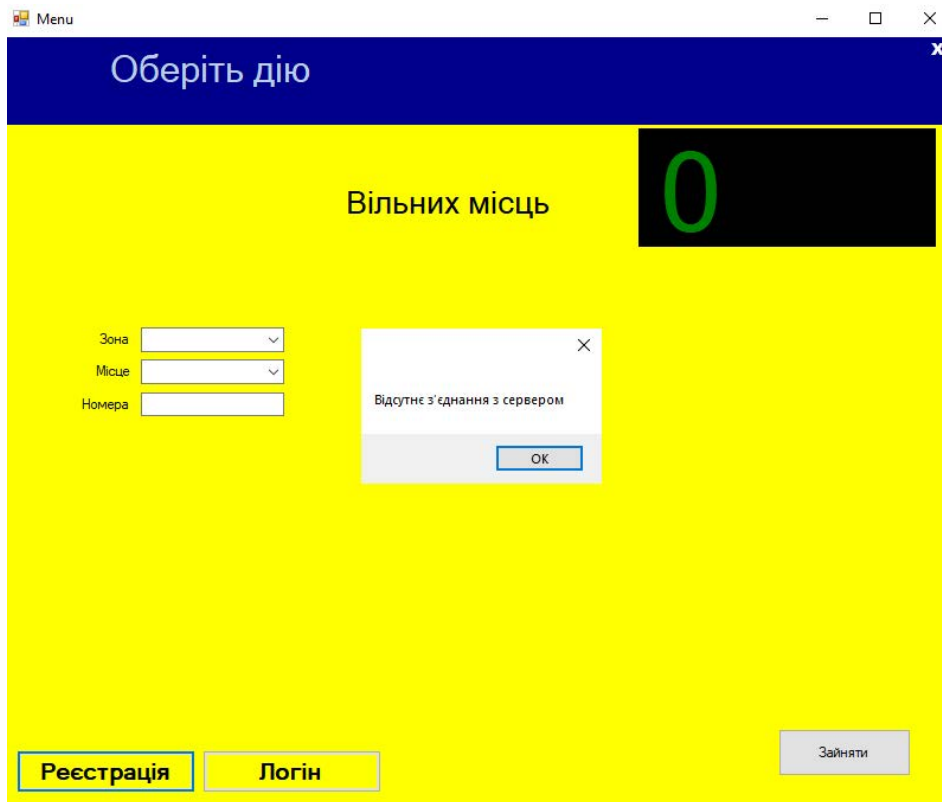 Menu
x
Оберіть дію
0
Вільних місць
Зона
Місце
Номера
Відсутнє з'єднання з сервером
OK
Зайняти
Реєстрація
Логін